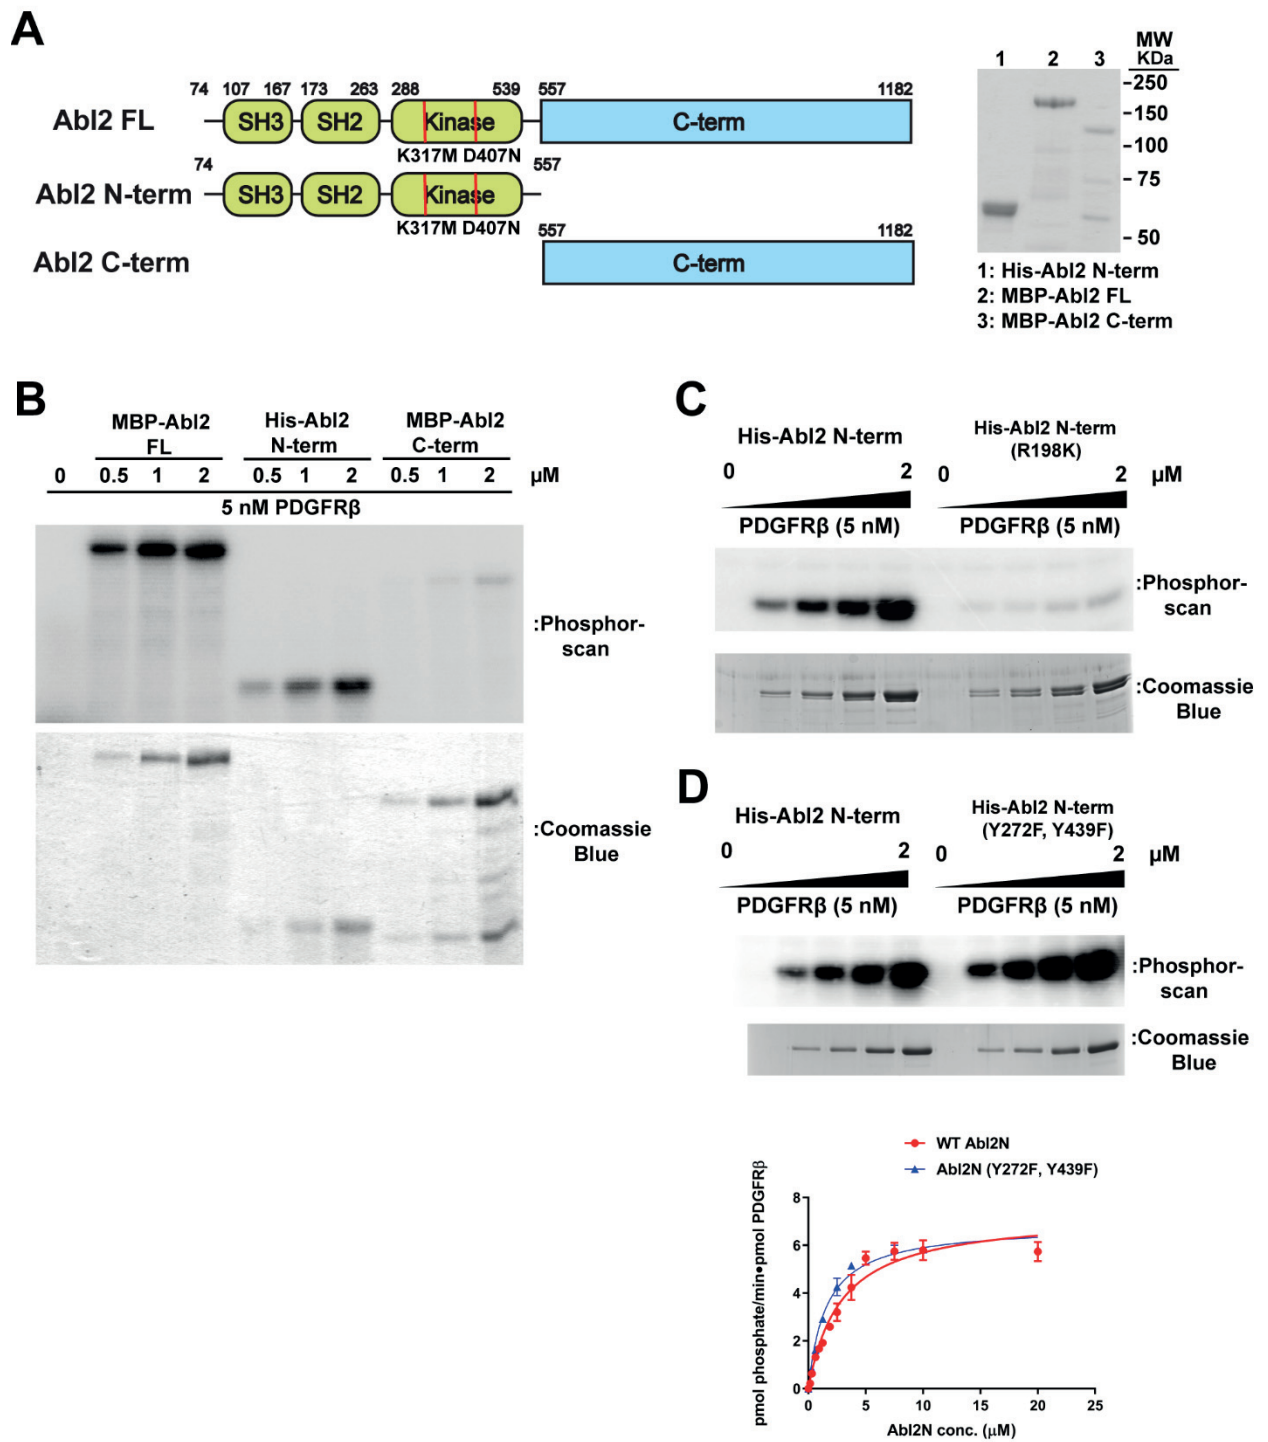 A
74 107 167 173 263 288 539 557 1182
Abl2 FL
SH3 SH2 Kinase C-term
K317M D407N
74 557
Abl2 N-term
SH3 SH2 Kinase
K317M D407N
557 1182
Abl2 C-term
C-term
MW
KDa
1 2 3
-250
-150
-100
-75
-50
1: His-Abl2 N-term
2: MBP-Abl2 FL
3: MBP-Abl2 C-term
B
MBP-Abl2
FL
His-Abl2
N-term
MBP-Abl2
C-term
0 0.5 1 2 0.5 1 2 0.5 1 2 µM
5 nM PDGFRβ
:Phosphor-
scan
:Coomassie
Blue
C
His-Abl2 N-term
His-Abl2 N-term
(R198K)
0 2 0 2 µM
PDGFRβ (5 nM) PDGFRβ (5 nM)
:Phosphor-
scan
:Coomassie
Blue
D
His-Abl2 N-term
His-Abl2 N-term
(Y272F, Y439F)
0 2 0 2 µM
PDGFRβ (5 nM) PDGFRβ (5 nM)
:Phosphor-
scan
:Coomassie
Blue
WT Abl2N
Abl2N (Y272F, Y439F)
pmol phosphate/min•pmol PDGFRβ
8
6
4
2
0
0 5 10 15 20 25
Abl2N conc. (µM)